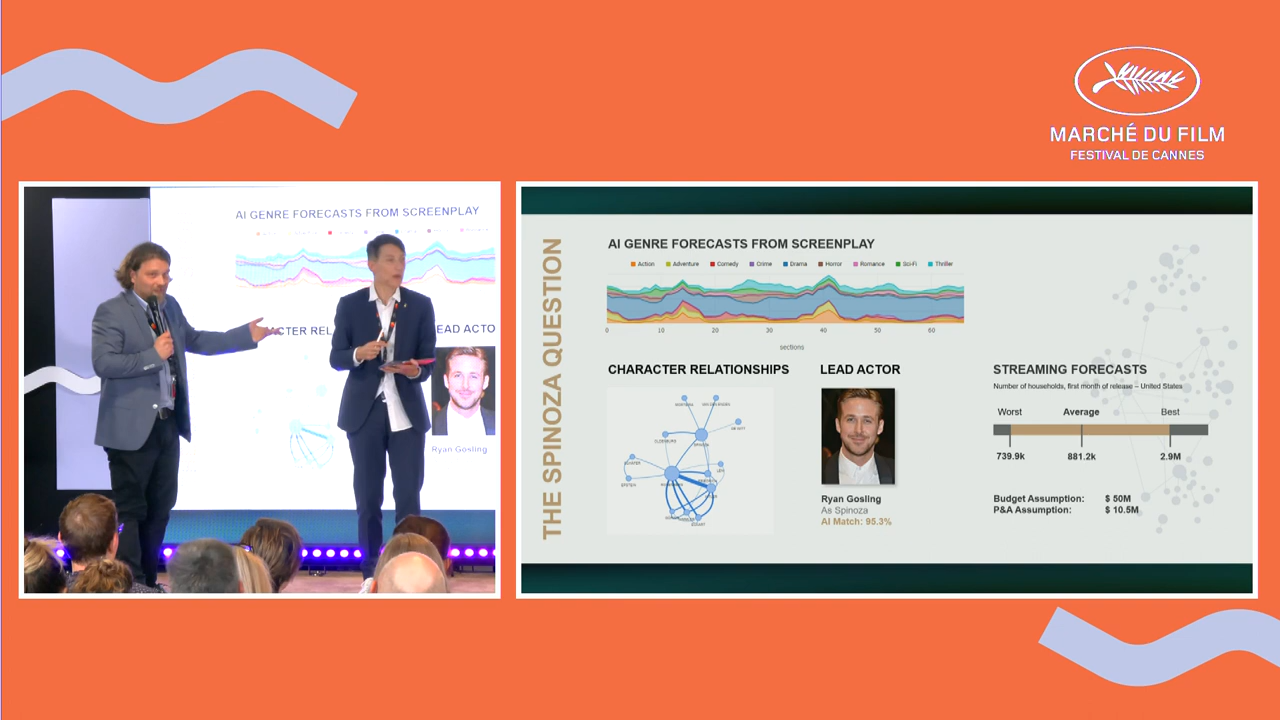 MARCHÉ DU FILM
FESTIVAL DE CANNES
AI GENRE FORECASTS FROM SCREENPLAY
ACTER REL
EAD ACTO
Ryan Gosling
THE SPINOZA QUESTION
AI GENRE FORECASTS FROM SCREENPLAY
Action Adventure Comedy Crime Drama Horror Romance Sci-Fi Thriller
0 10 20 30 40 50 60
sections
CHARACTER RELATIONSHIPS
LEAD ACTOR
Ryan Gosling
As Spinoza
AI Match: 95.3%
STREAMING FORECASTS
Number of households, first month of release – United States
Worst Average Best
739.9k 881.2k 2.9M
Budget Assumption: $ 50M
P&A Assumption: $ 10.5M